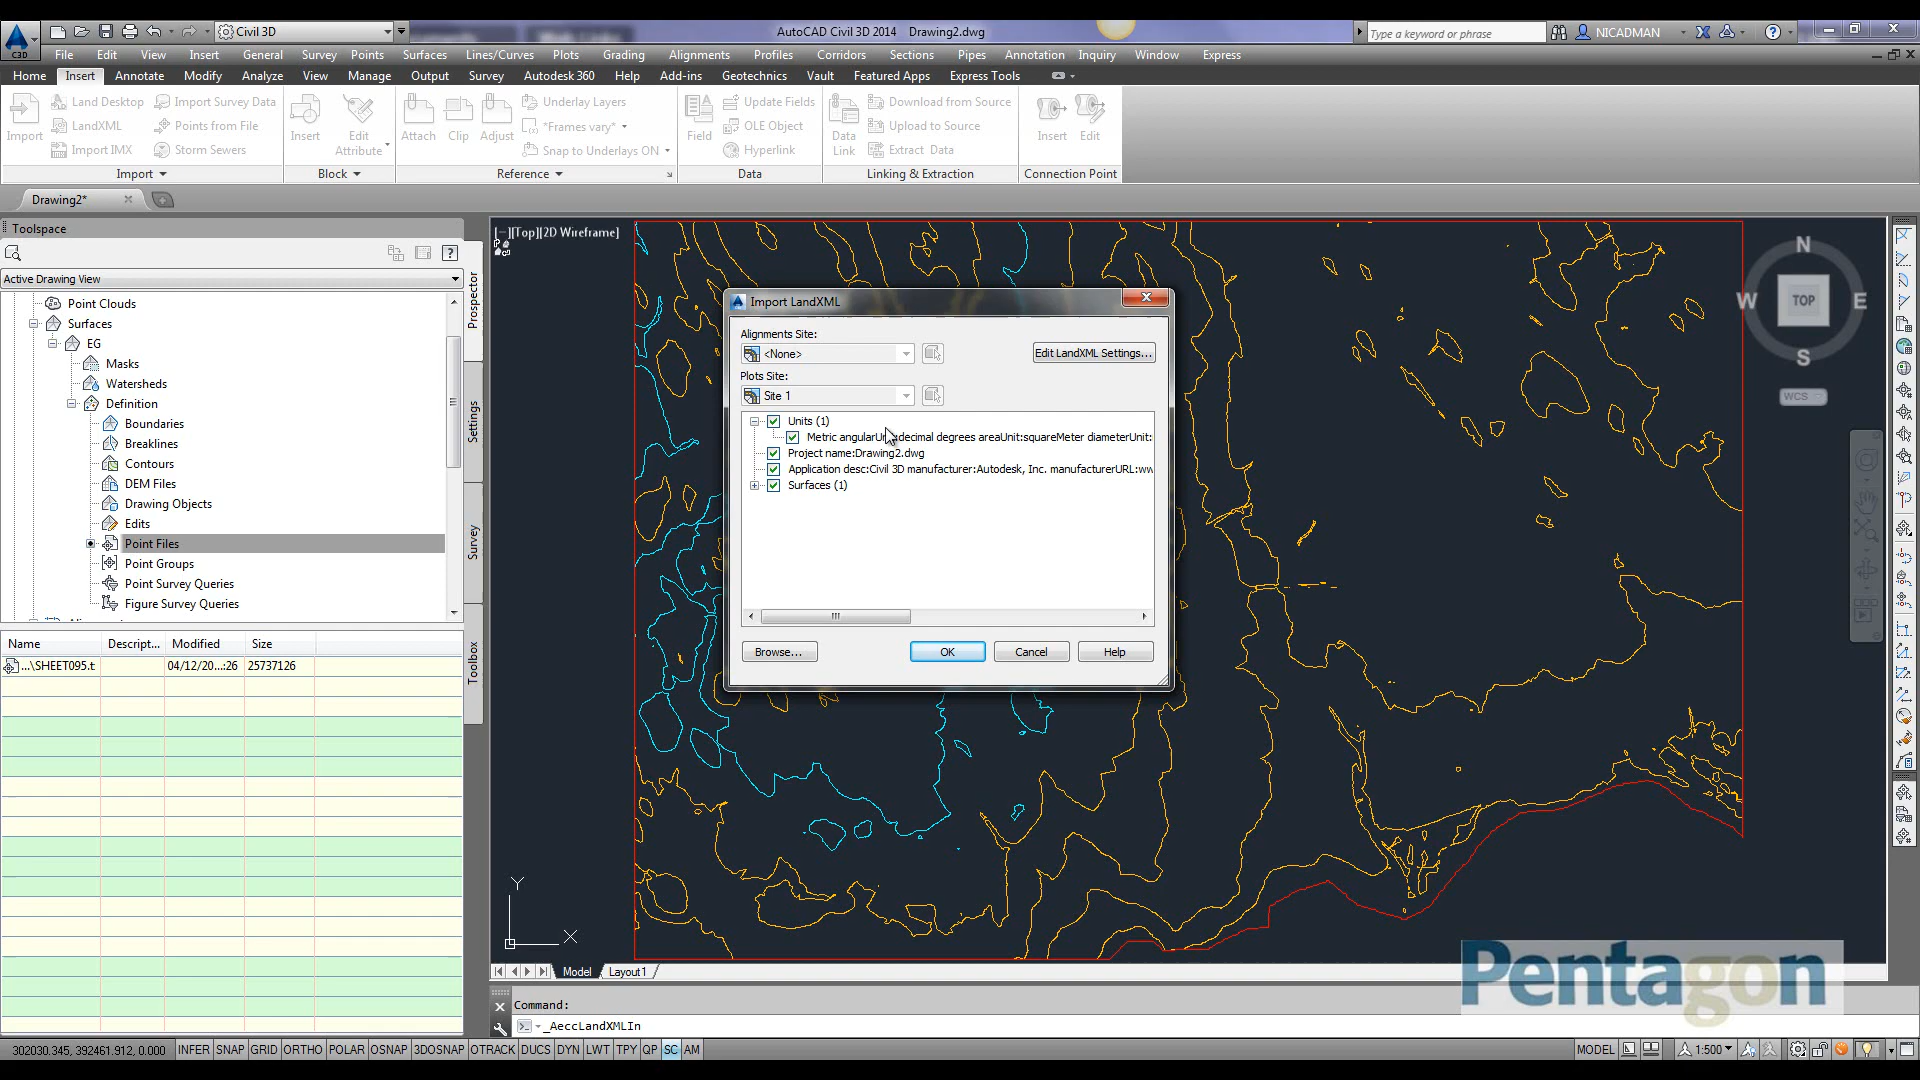 Civil 3D
AutoCAD Civil 3D 2014 Drawing2.dwg
Type a keyword or phrase
NICADMAN
C3D
File Edit View Insert General Survey Points Surfaces Lines/Curves Plots Grading Alignments Profiles Corridors Sections Pipes Annotation Inquiry Window Express
Home Insert Annotate Modify Analyze View Manage Output Survey Autodesk 360 Help Add-ins Geotechnics Vault Featured Apps Express Tools
Import
Land Desktop
LandXML
Import IMX
Import Survey Data
Points from File
Storm Sewers
Insert
Edit Attribute
Attach
Clip
Adjust
Underlay Layers
*Frames vary*
Snap to Underlays ON
Field
Update Fields
OLE Object
Hyperlink
Data Link
Download from Source
Upload to Source
Extract Data
Insert
Edit
Import Block Reference Data Linking & Extraction Connection Point
Drawing2*
Toolspace
Active Drawing View
Point Clouds
Surfaces
EG
Masks
Watersheds
Definition
Boundaries
Breaklines
Contours
DEM Files
Drawing Objects
Edits
Point Files
Point Groups
Point Survey Queries
Figure Survey Queries
Prospector
Settings
Survey
Toolbox
Name Descript... Modified Size
...\SHEET095.t 04/12/20...:26 25737126
[−][Top][2D Wireframe]
N
W TOP E
S
WCS
Import LandXML
Alignments Site:
<None>
Edit LandXML Settings...
Plots Site:
Site 1
Units (1)
Metric angularUn decimal degrees areaUnit:squareMeter diameterUnit:
Project name:Drawing2.dwg
Application desc:Civil 3D manufacturer:Autodesk, Inc. manufacturerURL:ww
Surfaces (1)
Browse... OK Cancel Help
Y
X
Model Layout1
Pentagon
Command:
_AeccLandXMLIn
302030.345, 392461.912, 0.000 INFER SNAP GRID ORTHO POLAR OSNAP 3DOSNAP OTRACK DUCS DYN LWT TPY QP SC AM MODEL 1:500